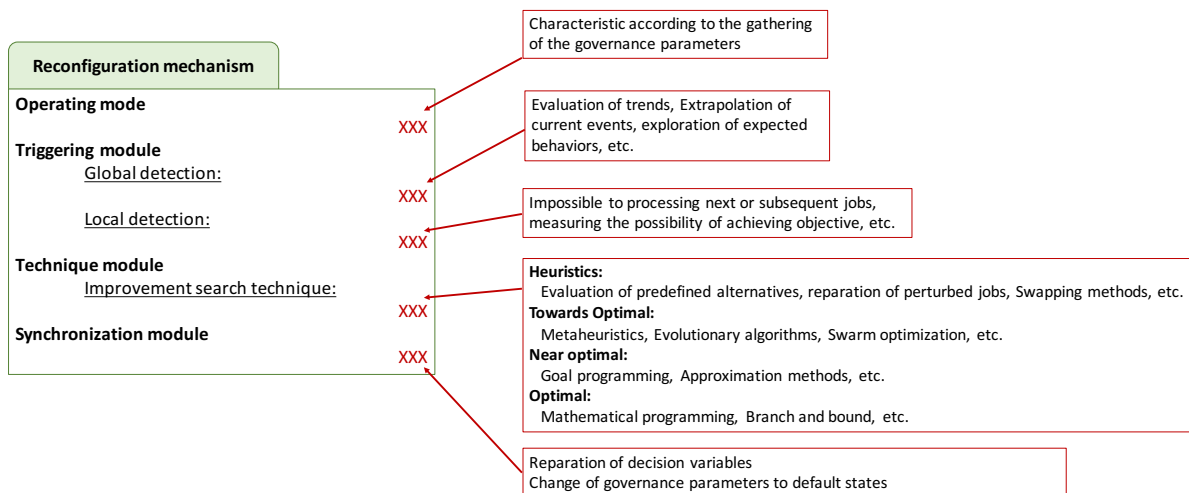 Reconfiguration mechanism
Operating mode
XXX
Triggering module
Global detection:
XXX
Local detection:
XXX
Technique module
Improvement search technique:
XXX
Synchronization module
XXX
Characteristic according to the gathering
of the governance parameters
Evaluation of trends, Extrapolation of
current events, exploration of expected
behaviors, etc.
Impossible to processing next or subsequent jobs,
measuring the possibility of achieving objective, etc.
Heuristics:
Evaluation of predefined alternatives, reparation of perturbed jobs, Swapping methods, etc.
Towards Optimal:
Metaheuristics, Evolutionary algorithms, Swarm optimization, etc.
Near optimal:
Goal programming, Approximation methods, etc.
Optimal:
Mathematical programming, Branch and bound, etc.
Reparation of decision variables
Change of governance parameters to default states